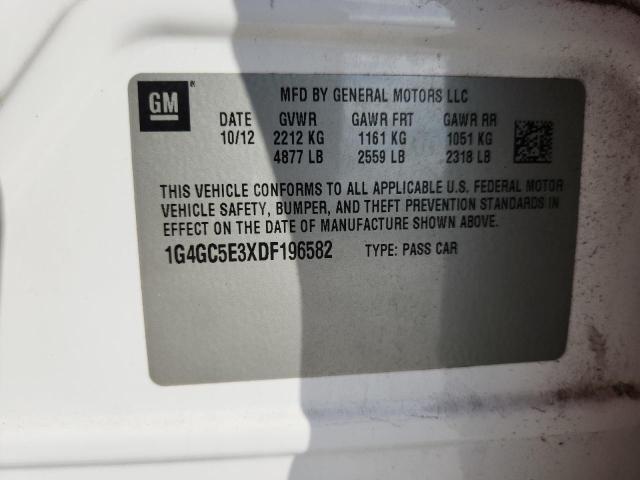 GM
MFD BY GENERAL MOTORS LLC
DATE GVWR GAWR FRT GAWR RR
10/12 2212 KG 1161 KG 1051 KG
4877 LB 2559 LB 2318 LB
THIS VEHICLE CONFORMS TO ALL APPLICABLE U.S. FEDERAL MOTOR
VEHICLE SAFETY, BUMPER, AND THEFT PREVENTION STANDARDS IN
EFFECT ON THE DATE OF MANUFACTURE SHOWN ABOVE.
1G4GC5E3XDF196582 TYPE: PASS CAR